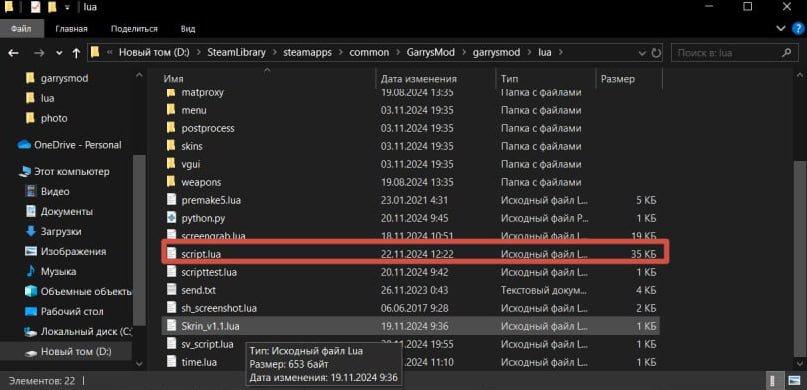 lua
Файл
Главная
Поделиться
Вид
Новый том (D:) > SteamLibrary > steamapps > common > GarrysMod > garrysmod > lua >
Поиск в: lua
garrysmod
lua
photo
OneDrive - Personal
Этот компьютер
Видео
Документы
Загрузки
Изображения
Музыка
Объемные объекты
Рабочий стол
Локальный диск (C:
Новый том (D:)
Имя Дата изменения Тип Размер
matproxy 19.08.2024 13:35 Папка с файлами
menu 03.11.2024 19:35 Папка с файлами
postprocess 03.11.2024 19:35 Папка с файлами
skins 03.11.2024 19:35 Папка с файлами
vgui 03.11.2024 19:35 Папка с файлами
weapons 19.08.2024 13:35 Папка с файлами
premake5.lua 23.01.2021 4:31 Исходный файл L... 5 КБ
python.py 20.11.2024 9:45 Исходный файл P... 1 КБ
screengrab.lua 18.11.2024 10:51 Исходный файл L... 19 КБ
script.lua 22.11.2024 12:22 Исходный файл L... 35 КБ
scripttest.lua 20.11.2024 9:42 Исходный файл L... 1 КБ
send.txt 26.11.2023 0:43 Текстовый докум... 4 КБ
sh_screenshot.lua 06.06.2017 9:28 Исходный файл L... 2 КБ
Skrin_v1.1.lua 19.11.2024 9:36 Исходный файл L... 1 КБ
sv_script.lua 19:55 Исходный файл L... 1 КБ
time.lua 11:10 Исходный файл L... 1 КБ
Тип: Исходный файл Lua
Размер: 653 байт
Дата изменения: 19.11.2024 9:36
Элементов: 22